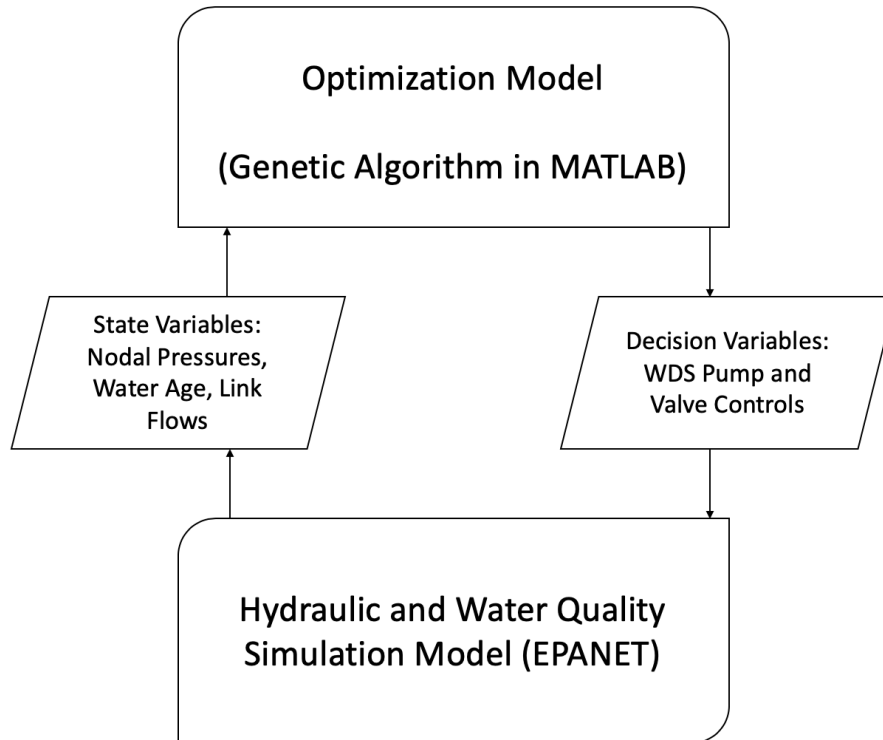 Optimization Model
(Genetic Algorithm in MATLAB)
State Variables:
Nodal Pressures,
Water Age, Link
Flows
Decision Variables:
WDS Pump and
Valve Controls
Hydraulic and Water Quality
Simulation Model (EPANET)